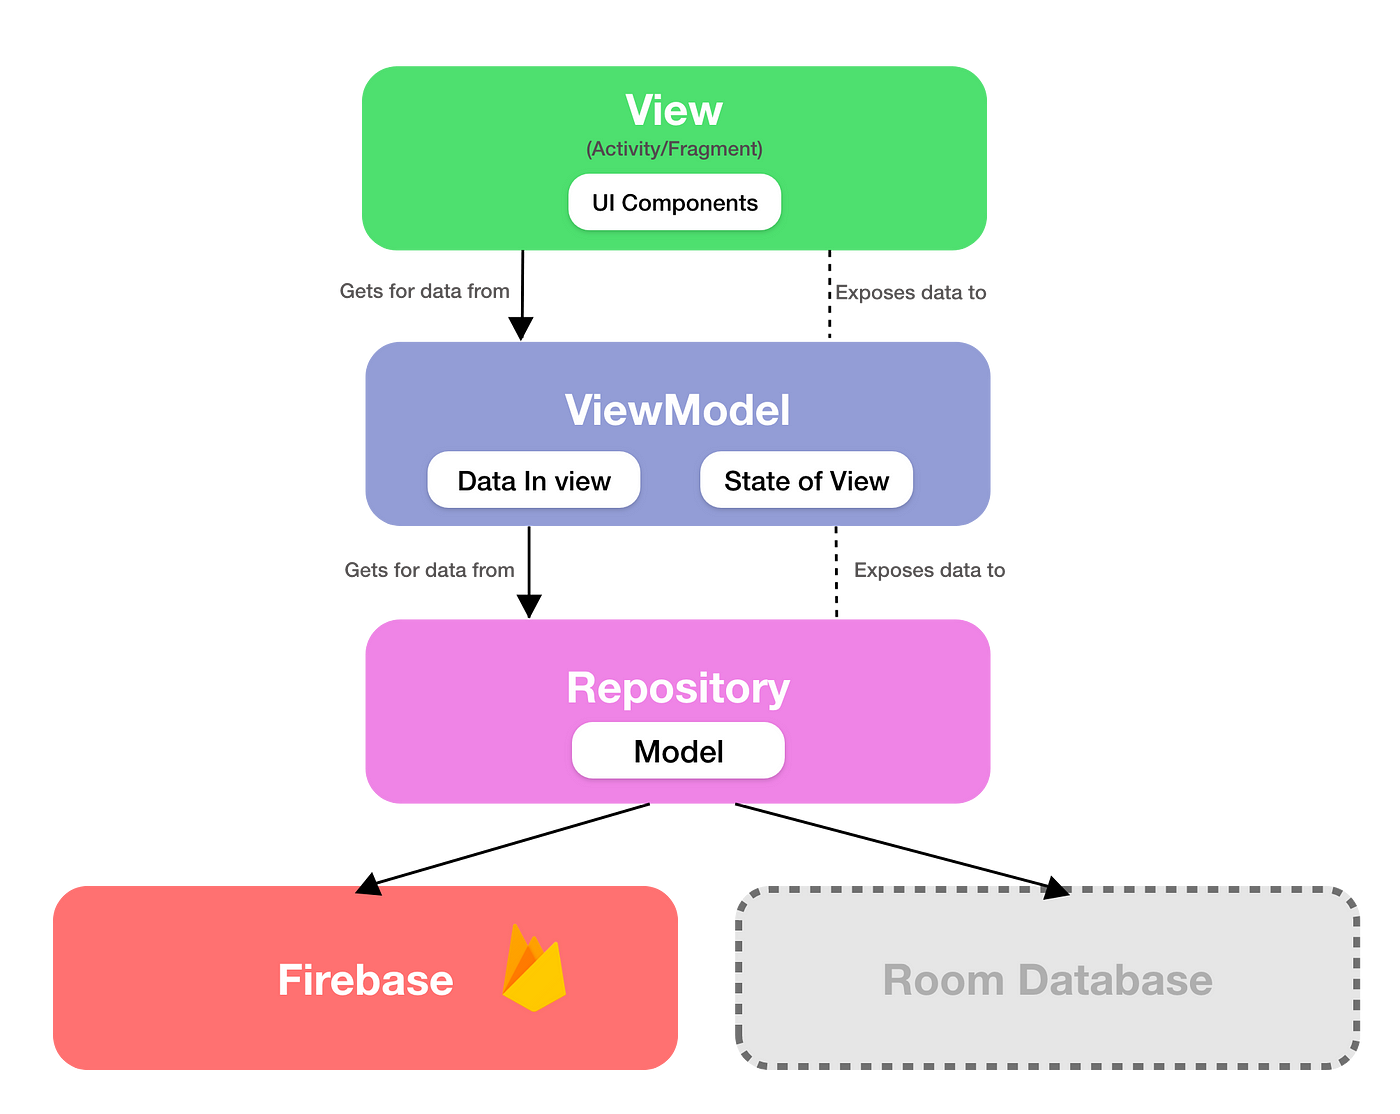 View
(Activity/Fragment)
UI Components
Gets for data from
Exposes data to
ViewModel
Data In view
State of View
Gets for data from
Exposes data to
Repository
Model
Firebase
Room Database